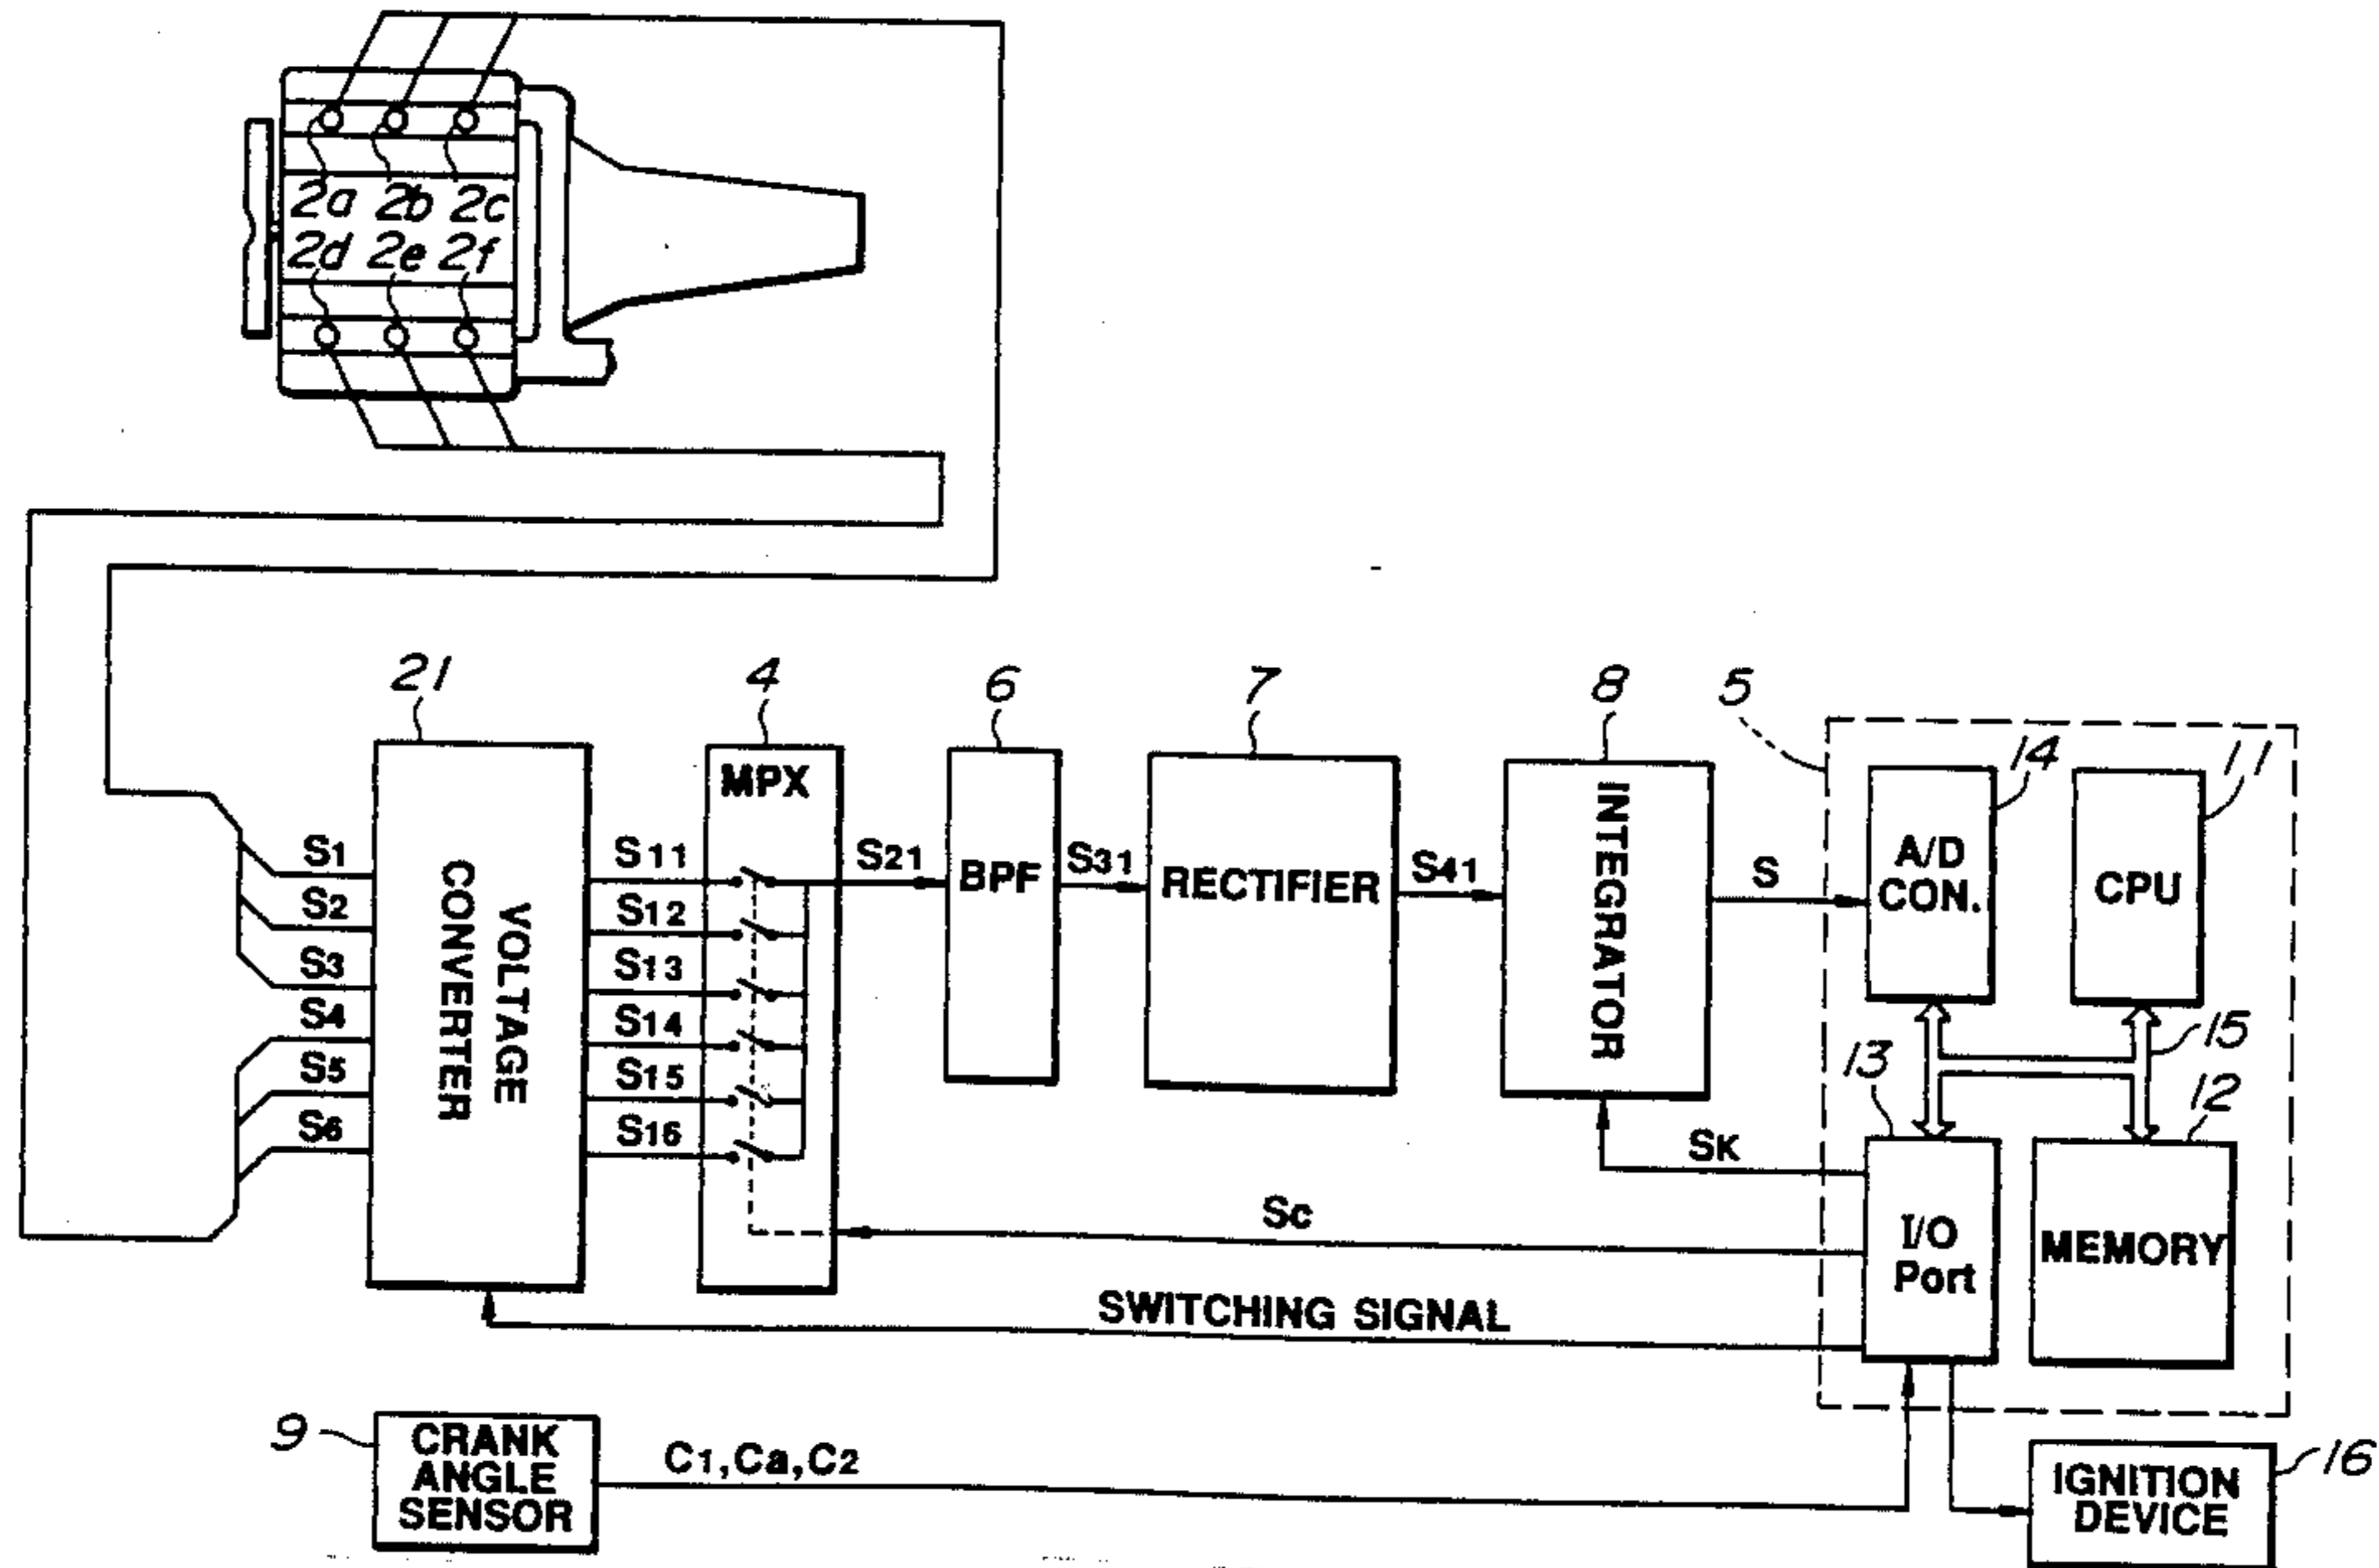 2a 2b 2c
2d 2e 2f
21
4
6
7
8
5
14
11
MPX
S1
S2
S3
S4
S5
S6
VOLTAGE
CONVERTER
S11
S12
S13
S14
S15
S16
S21
BPF
S31
RECTIFIER
S41
INTEGRATOR
S
A/D
CON.
CPU
15
13
12
SK
Sc
I/O
Port
MEMORY
SWITCHING SIGNAL
9
CRANK
ANGLE
SENSOR
C1,Ca,C2
IGNITION
DEVICE
16